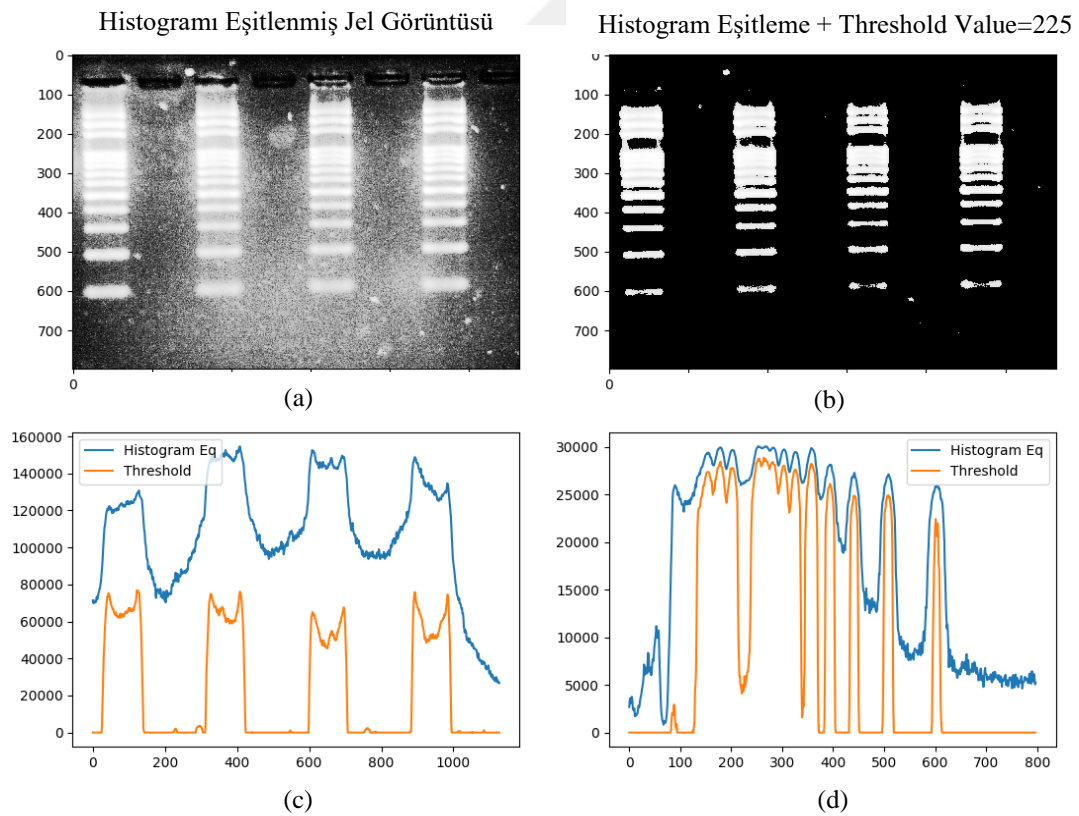 Histogramı Eşitlenmiş Jel Görüntüsü
Histogram Eşitleme + Threshold Value=225
0
100
200
300
400
500
600
700
0
(a)
0
100
200
300
400
500
600
700
0
(b)
160000
140000
120000
100000
80000
60000
40000
20000
0
Histogram Eq
Threshold
0 200 400 600 800 1000
(c)
30000
25000
20000
15000
10000
5000
0
Histogram Eq
Threshold
0 100 200 300 400 500 600 700 800
(d)